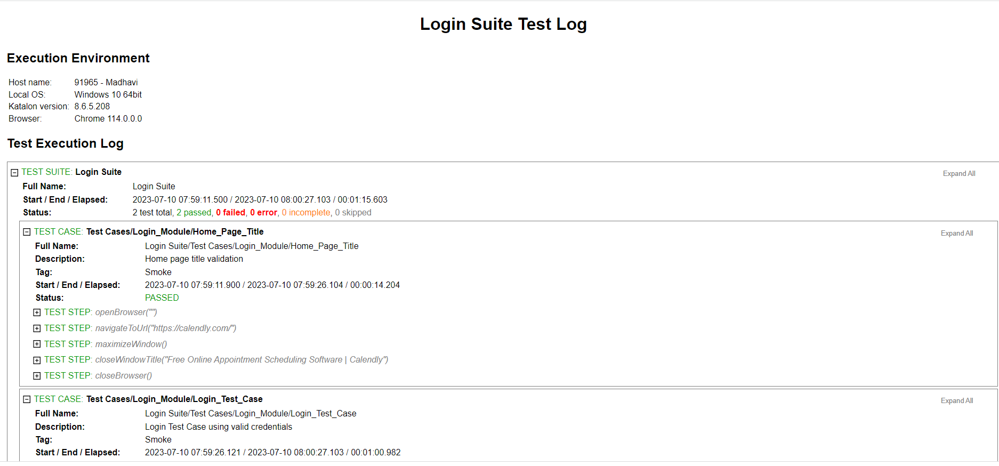 Login Suite Test Log
Execution Environment
Host name: 91965 - Madhavi
Local OS: Windows 10 64bit
Katalon version: 8.6.5.208
Browser: Chrome 114.0.0.0
Test Execution Log
TEST SUITE: Login Suite Expand All
Full Name: Login Suite
Start / End / Elapsed: 2023-07-10 07:59:11.500 / 2023-07-10 08:00:27.103 / 00:01:15.603
Status: 2 test total, 2 passed, 0 failed, 0 error, 0 incomplete, 0 skipped
TEST CASE: Test Cases/Login_Module/Home_Page_Title Expand All
Full Name: Login Suite/Test Cases/Login_Module/Home_Page_Title
Description: Home page title validation
Tag: Smoke
Start / End / Elapsed: 2023-07-10 07:59:11.900 / 2023-07-10 07:59:26.104 / 00:00:14.204
Status: PASSED
TEST STEP: openBrowser("")
TEST STEP: navigateToUrl("https://calendly.com/")
TEST STEP: maximizeWindow()
TEST STEP: closeWindowTitle("Free Online Appointment Scheduling Software | Calendly")
TEST STEP: closeBrowser()
TEST CASE: Test Cases/Login_Module/Login_Test_Case Expand All
Full Name: Login Suite/Test Cases/Login_Module/Login_Test_Case
Description: Login Test Case using valid credentials
Tag: Smoke
Start / End / Elapsed: 2023-07-10 07:59:26.121 / 2023-07-10 08:00:27.103 / 00:01:00.982